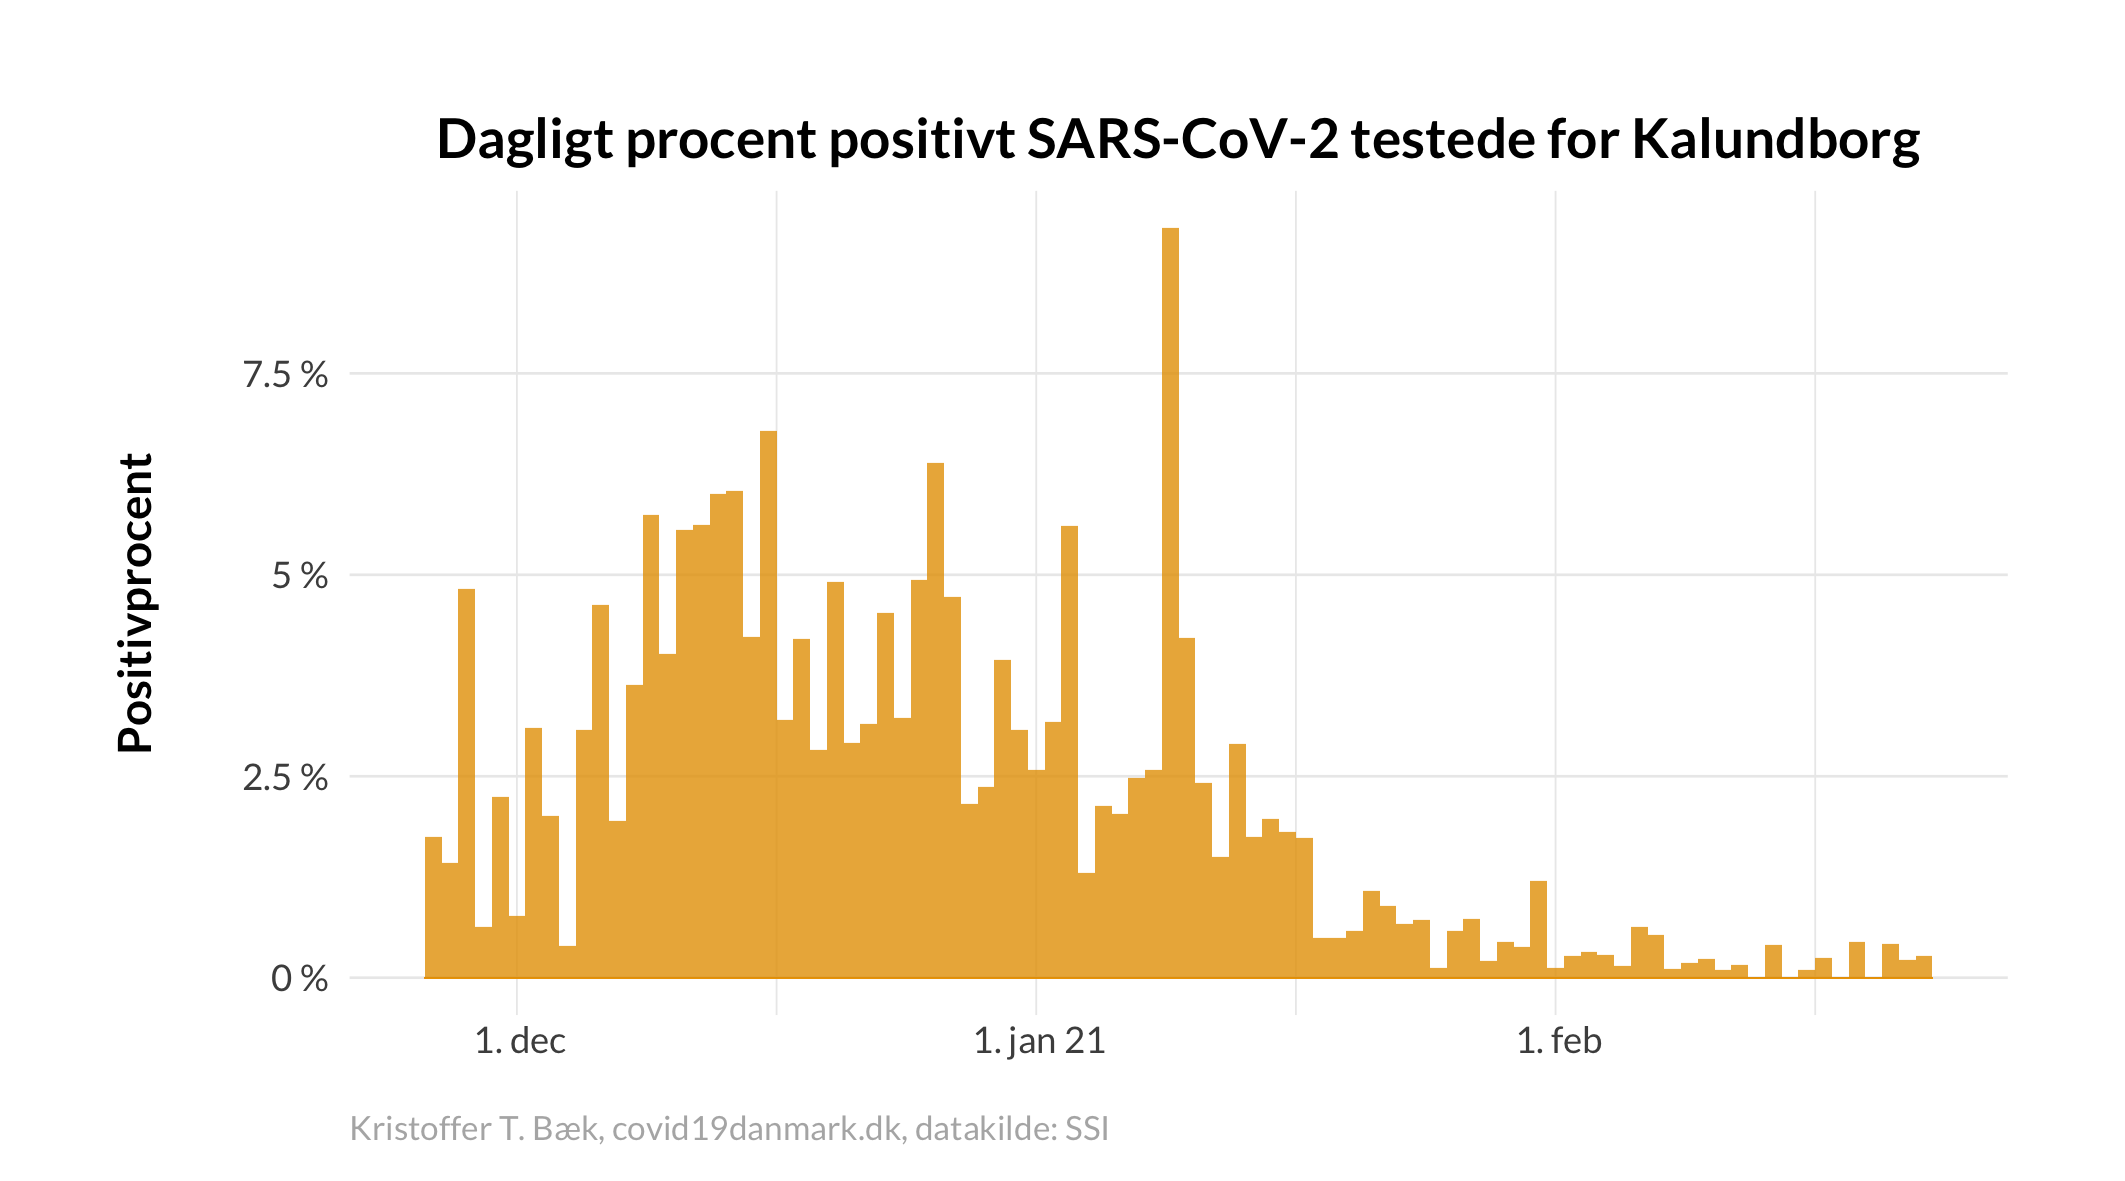 Dagligt procent positivt SARS-CoV-2 testede for Kalundborg
Positivprocent
7.5 %
5 %
2.5 %
0 %
1. dec
1. jan 21
1. feb
Kristoffer T. Bæk, covid19danmark.dk, datakilde: SSI